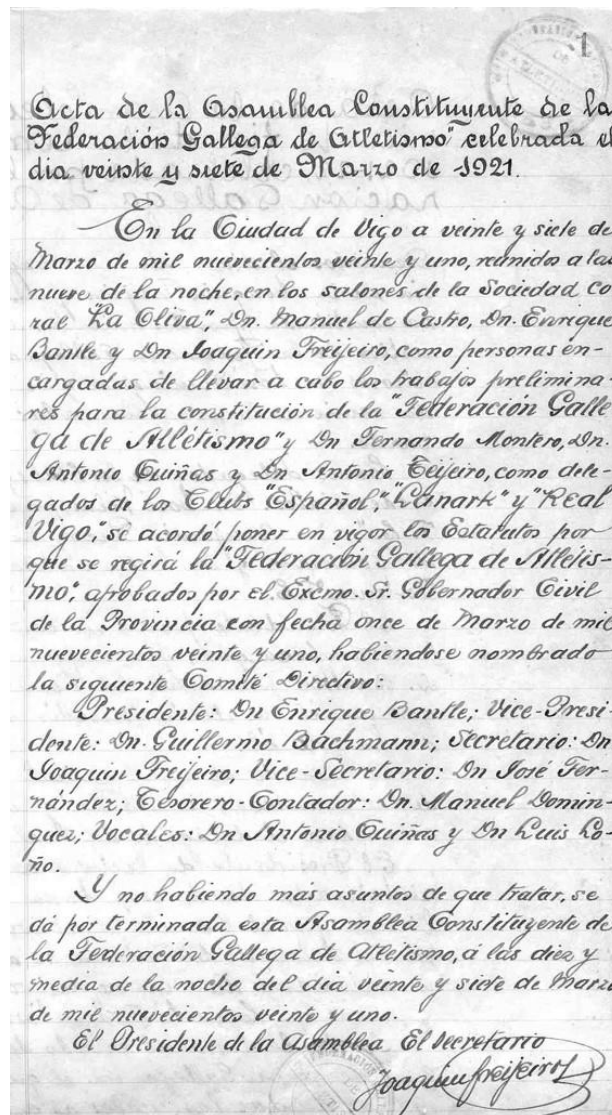 1
Acta de la Asamblea Constituyente de la
"Federación Gallega de Atletismo" celebrada el
dia veinte y siete de Marzo de 1921.
En la Ciudad de Vigo a veinte y siete de
Marzo de mil nuevecientos veinte y uno, reunidos a las
nueve de la noche, en los salones de la Sociedad co
ral "La Oliva", Dn. Manuel de Castro, Dn. Enrique
Bantle y Dn Joaquin Freijeiro, como personas en-
cargadas de llevar a cabo los trabajos prelimina-
res para la constitución de la "Federación Galle
ga de Atlétismo" y Dn Fernando Montero, Dn.
Antonio Guiñas y Dn Antonio Teijeiro, como dele-
gados de los Clubs "Español", "Lanark" y "Real
Vigo," se acordó poner en vigor los Estatutos por
que se regirá la "Federación Gallega de Atlétis-
mo", aprobados por el Excmo. Sr. Gobernador Civil
de la Provincia con fecha once de Marzo de mil
nuevecientos veinte y uno, habiendose nombrado
la siguiente Comité Directivo:
Presidente: Dn Enrique Bantle; Vice-Presi-
dente: Dn. Guillermo Bachmann; Secretario: Dn
Joaquin Freijeiro; Vice-Secretario: Dn José Fer-
nández; Tesorero-Contador: Dn. Manuel Domin
guez; Vocales: Dn Antonio Guiñas y Dn Luis Lo-
ño.
Y no habiendo más asuntos de que tratar, se
dá por terminada esta Asamblea Constituyente de
la Federación Gallega de Atletismo, á las diez y
media de la noche del dia veinte y siete de Marzo
de mil nuevecientos veinte y uno.
El Presidente de la Asamblea El Secretario
Joaquin Freijeiro